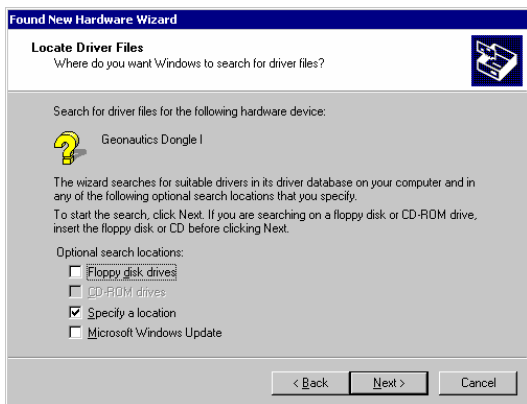 Found New Hardware Wizard
Locate Driver Files
Where do you want Windows to search for driver files?
Search for driver files for the following hardware device:
Geonautics Dongle I
The wizard searches for suitable drivers in its driver database on your computer and in
any of the following optional search locations that you specify.
To start the search, click Next. If you are searching on a floppy disk or CD-ROM drive,
insert the floppy disk or CD before clicking Next.
Optional search locations:
Floppy disk drives
CD-ROM drives
Specify a location
Microsoft Windows Update
< Back Next > Cancel